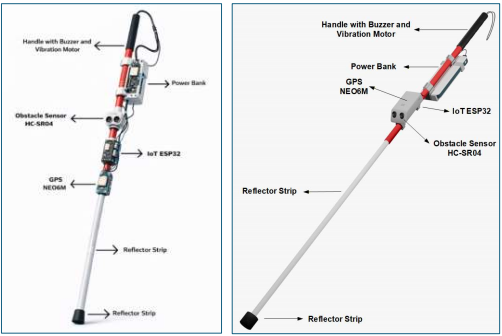 Handle with Buzzer and
Vibration Motor
Power Bank
Obstacle Sensor
HC-SR04
IoT ESP32
GPS
NEO6M
Reflector Strip
Reflector Strip
Handle with Buzzer and
Vibration Motor
Power Bank
GPS
NEO6M
IoT ESP32
Obstacle Sensor
HC-SR04
Reflector Strip
Reflector Strip